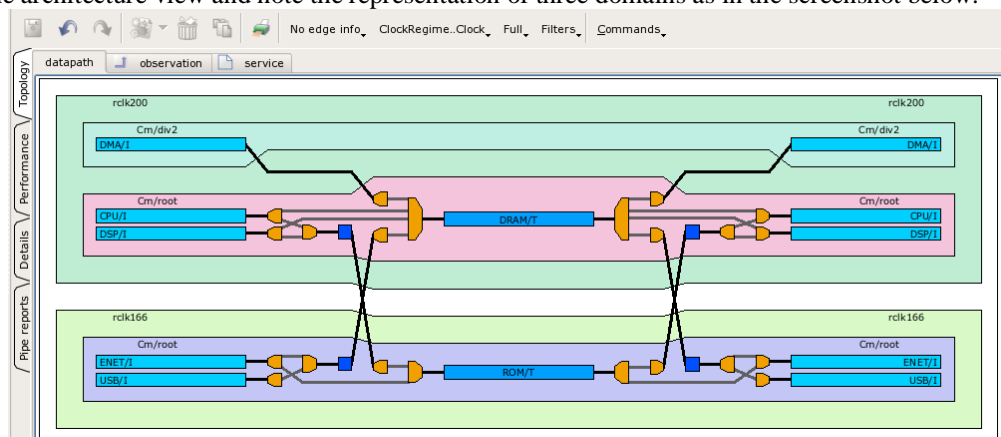 the architecture view and note the representation of three domains as in the screenshot below.
No edge info ClockRegime..Clock Full Filters Commands
datapath observation service
Topology
Performance
Details
Pipe reports
rclk200 rclk200
Cm/div2 Cm/div2
DMA/I DMA/I
Cm/root Cm/root
CPU/I DRAM/T CPU/I
DSP/I DSP/I
rclk166 rclk166
Cm/root Cm/root
ENET/I ROM/T ENET/I
USB/I USB/I